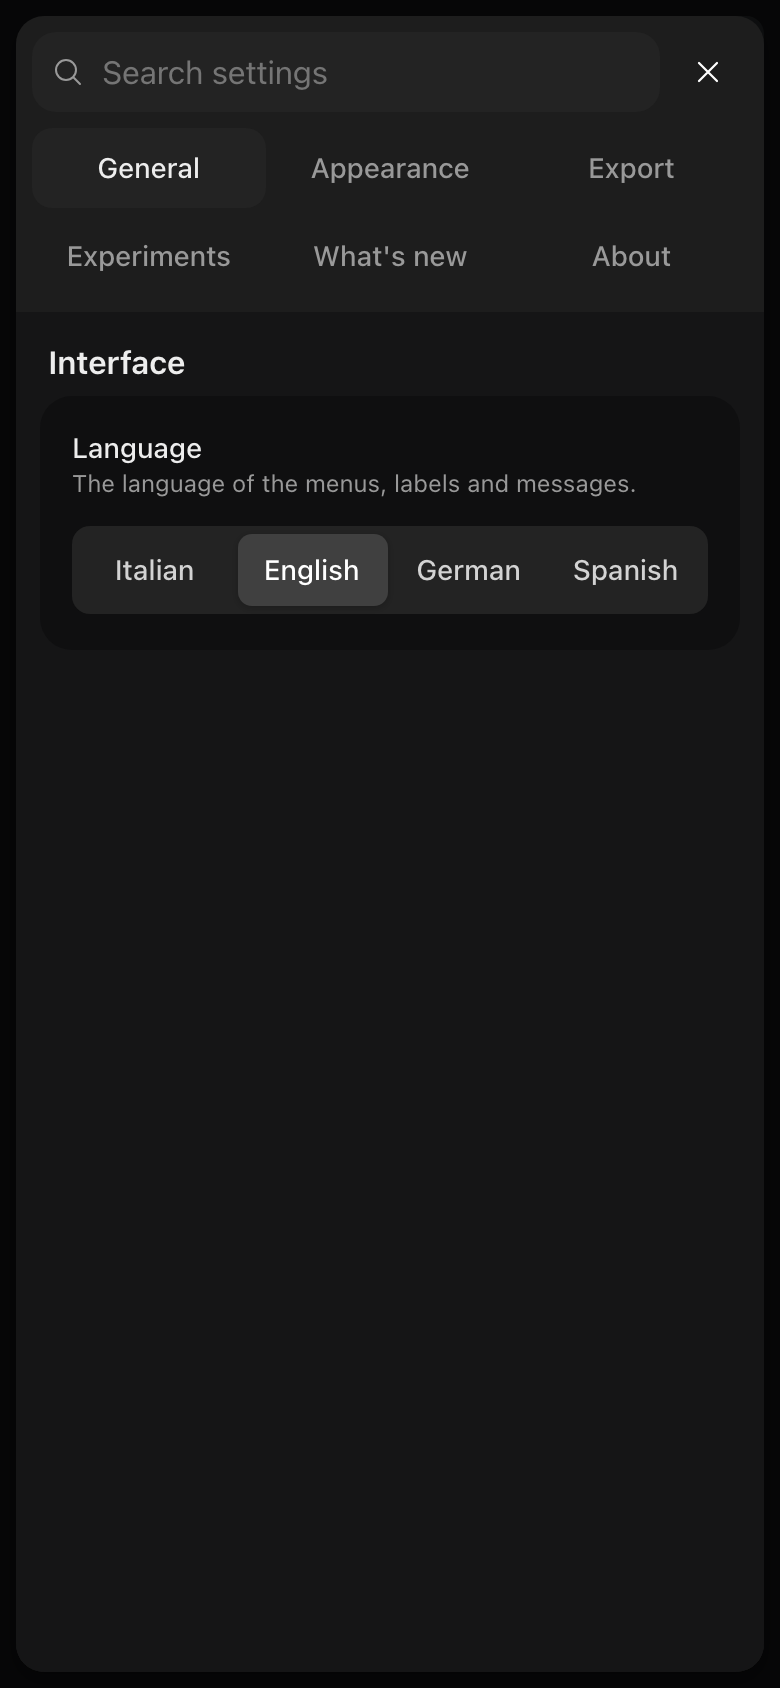 Search settings
General Appearance Export
Experiments What's new About
Interface
Language
The language of the menus, labels and messages.
Italian English German Spanish